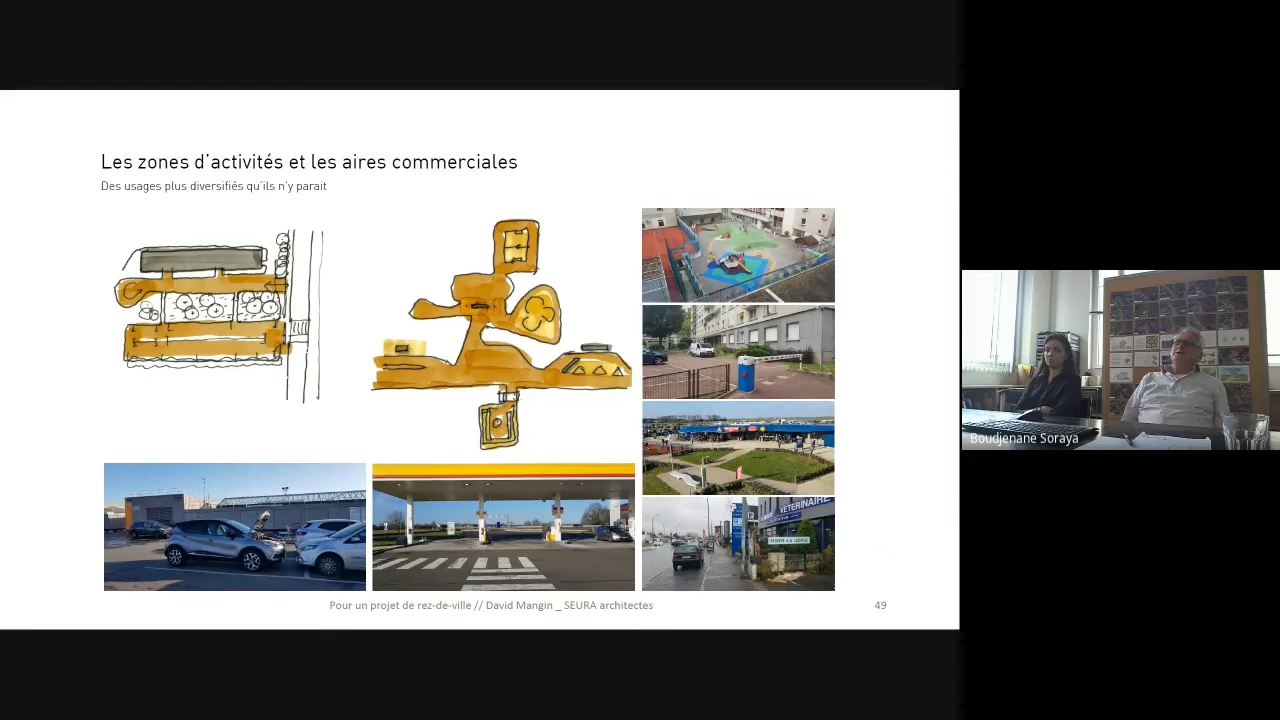 Les zones d'activités et les aires commerciales
Des usages plus diversifiés qu'ils n'y parait
VETERINAIRE
Boudjenane Soraya
Pour un projet de rez-de-ville // David Mangin _ SEURA architectes
49